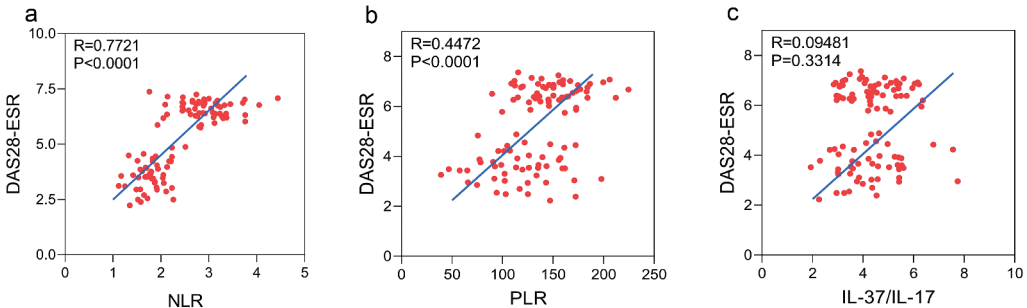 a
R=0.7721
P<0.0001
DAS28-ESR
10.0
7.5
5.0
2.5
0.0
0 1 2 3 4 5
NLR
b
R=0.4472
P<0.0001
DAS28-ESR
8
6
4
2
0
0 50 100 150 200 250
PLR
c
R=0.09481
P=0.3314
DAS28-ESR
8
6
4
2
0
0 2 4 6 8 10
IL-37/IL-17